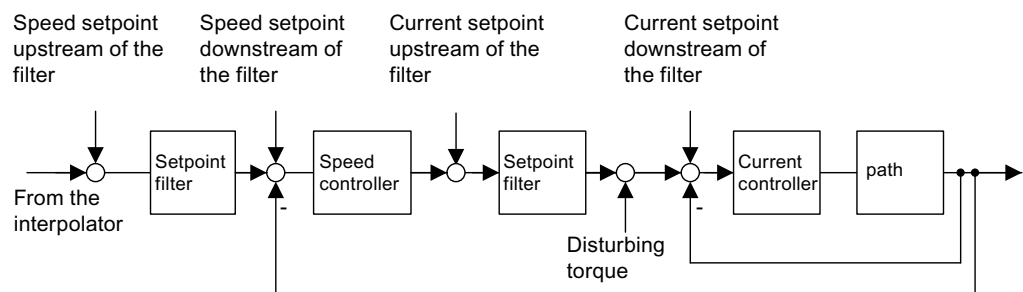 Speed setpoint
upstream of the
filter
Speed setpoint
downstream of
the filter
Current setpoint
upstream of the
filter
Current setpoint
downstream of
the filter
Setpoint
filter
Speed
controller
Setpoint
filter
Current
controller
path
From the
interpolator
-
-
Disturbing
torque